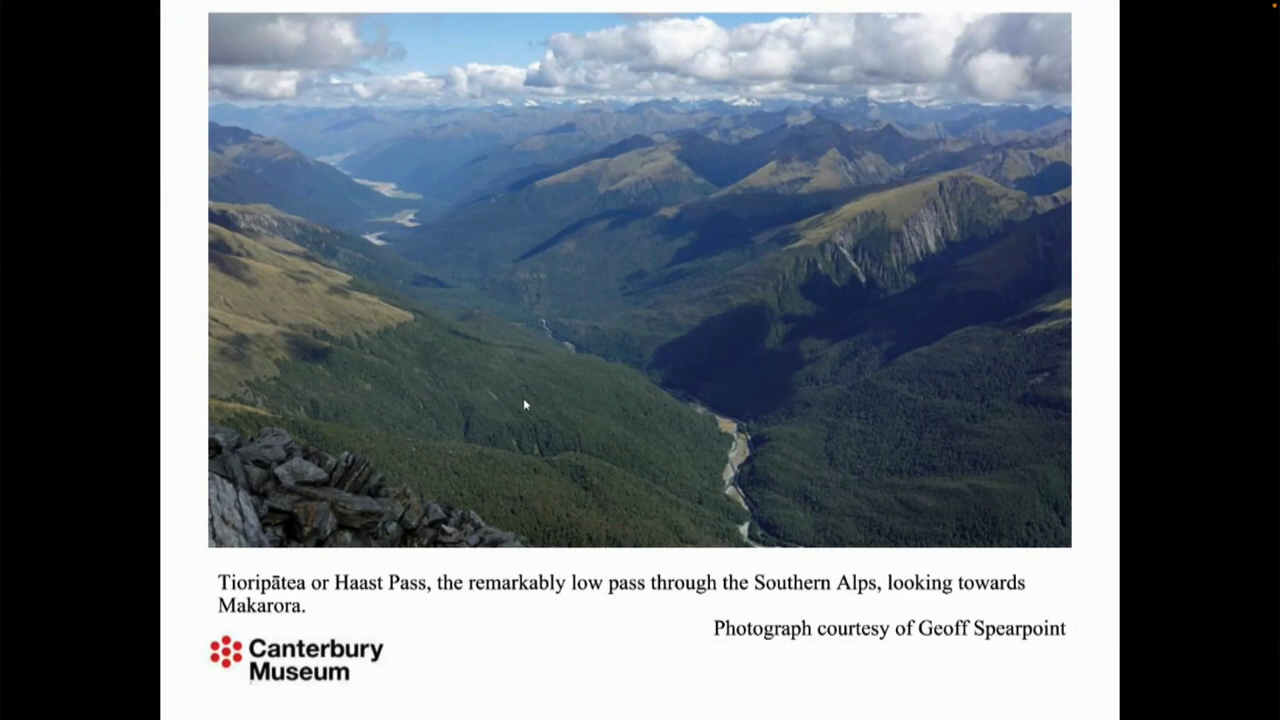 Tioripātea or Haast Pass, the remarkably low pass through the Southern Alps, looking towards
Makarora.
Photograph courtesy of Geoff Spearpoint
Canterbury
Museum